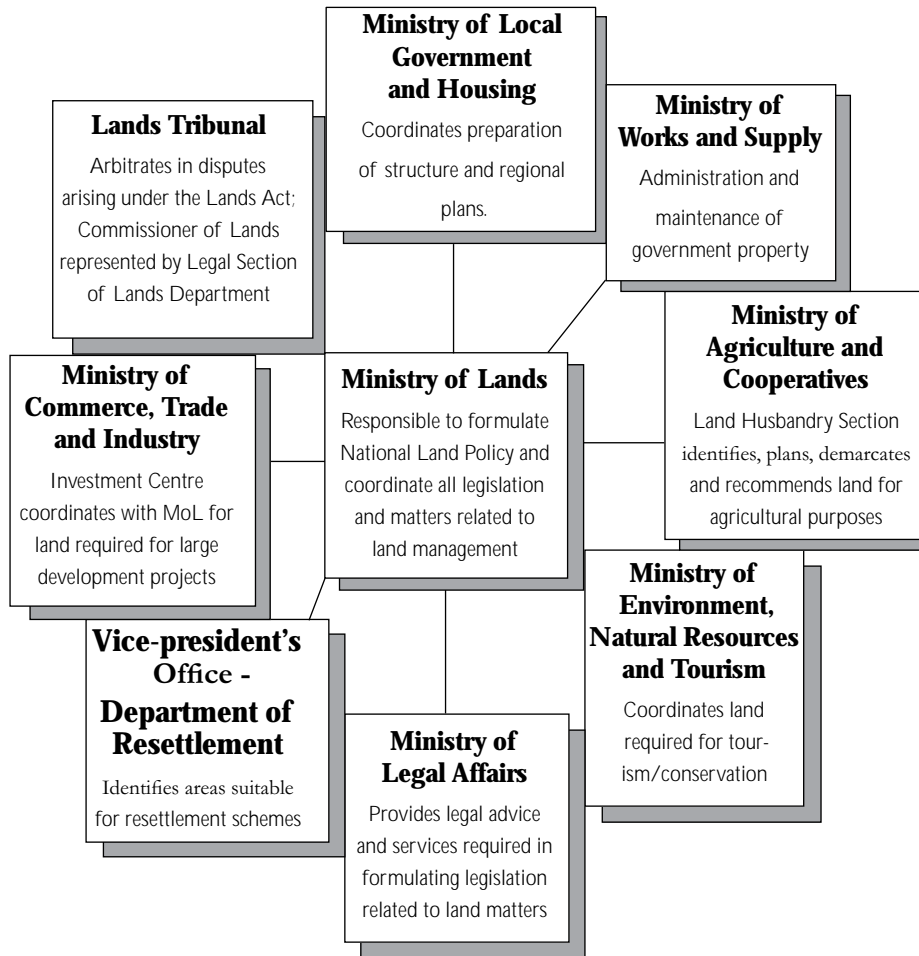 Ministry of Local
Government
and Housing
Coordinates preparation
of structure and regional
plans.
Lands Tribunal
Arbitrates in disputes
arising under the Lands Act;
Commissioner of Lands
represented by Legal Section
of Lands Department
Ministry of
Works and Supply
Administration and
maintenance of
government property
Ministry of
Commerce, Trade
and Industry
Investment Centre
coordinates with MoL for
land required for large
development projects
Ministry of Lands
Responsible to formulate
National Land Policy and
coordinate all legislation
and matters related to
land management
Ministry of
Agriculture and
Cooperatives
Land Husbandry Section
identifies, plans, demarcates
and recommends land for
agricultural purposes
Vice-president's
Office -
Department of
Resettlement
Identifies areas suitable
for resettlement schemes
Ministry of
Legal Affairs
Provides legal advice
and services required in
formulating legislation
related to land matters
Ministry of
Environment,
Natural Resources
and Tourism
Coordinates land
required for tour-
ism/conservation